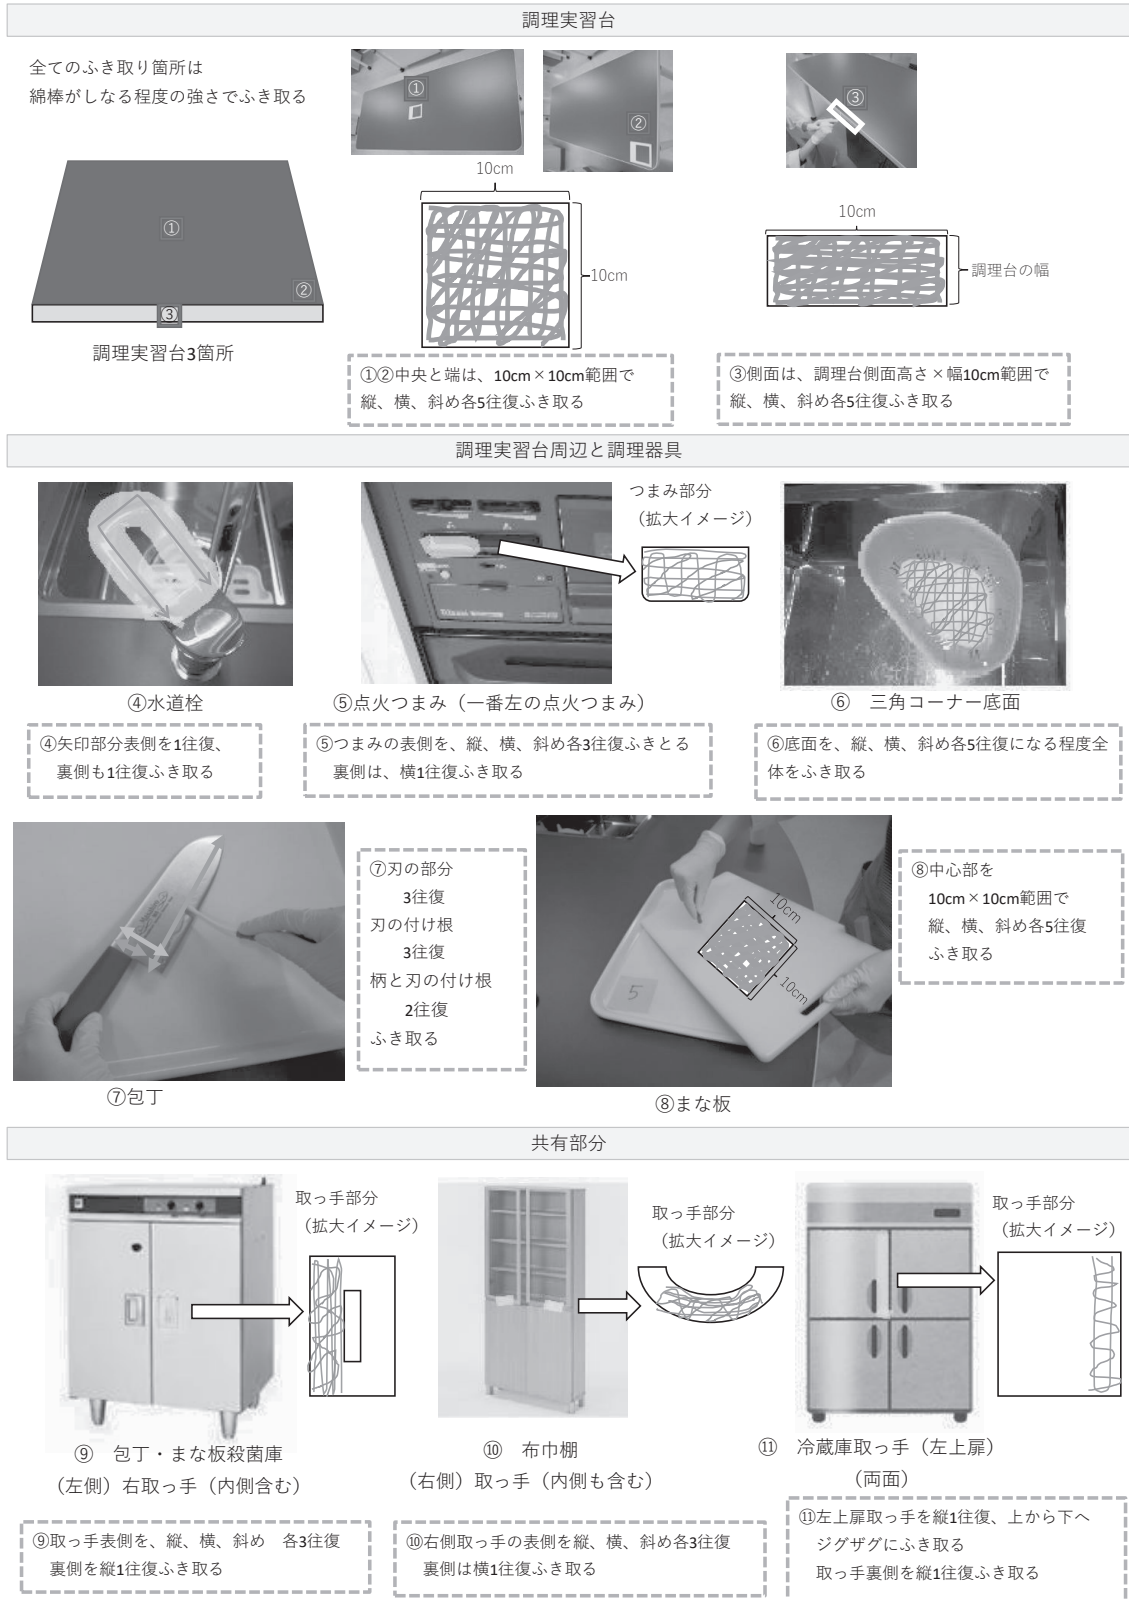 調理実習台
全てのふき取り箇所は
綿棒がしなる程度の強さでふき取る
①
②
③
10cm
10cm
①
②
③
調理実習台3箇所
10cm
調理台の幅
①②中央と端は、10cm×10cm範囲で
縦、横、斜め各5往復ふき取る
③側面は、調理台側面高さ×幅10cm範囲で
縦、横、斜め各5往復ふき取る
調理実習台周辺と調理器具
つまみ部分
（拡大イメージ）
④水道栓
⑤点火つまみ（一番左の点火つまみ）
⑥　三角コーナー底面
④矢印部分表側を1往復、
裏側も1往復ふき取る
⑤つまみの表側を、縦、横、斜め各3往復ふきとる
裏側は、横1往復ふき取る
⑥底面を、縦、横、斜め各5往復になる程度全
体をふき取る
⑦刃の部分
3往復
刃の付け根
3往復
柄と刃の付け根
2往復
ふき取る
⑦包丁
10cm
10cm
5
⑧まな板
⑧中心部を
10cm×10cm範囲で
縦、横、斜め各5往復
ふき取る
共有部分
取っ手部分
（拡大イメージ）
取っ手部分
（拡大イメージ）
取っ手部分
（拡大イメージ）
⑨　包丁・まな板殺菌庫
（左側）右取っ手（内側含む）
⑩　布巾棚
（右側）取っ手（内側も含む）
⑪　冷蔵庫取っ手（左上扉）
（両面）
⑨取っ手表側を、縦、横、斜め　各3往復
裏側を縦1往復ふき取る
⑩右側取っ手の表側を縦、横、斜め各3往復
裏側は横1往復ふき取る
⑪左上扉取っ手を縦1往復、上から下へ
ジグザグにふき取る
取っ手裏側を縦1往復ふき取る